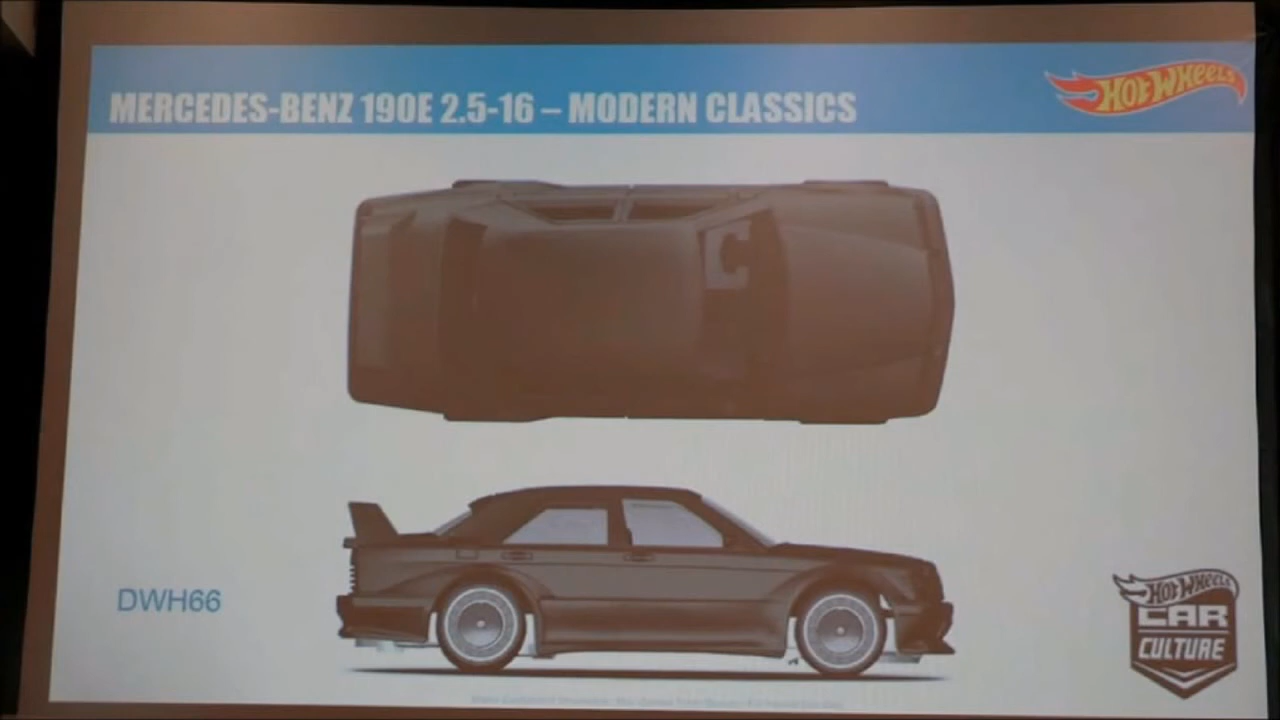 MERCEDES-BENZ 190E 2.5-16 – MODERN CLASSICS
HOT WHEELS
DWH66
HOT WHEELS
CAR
CULTURE